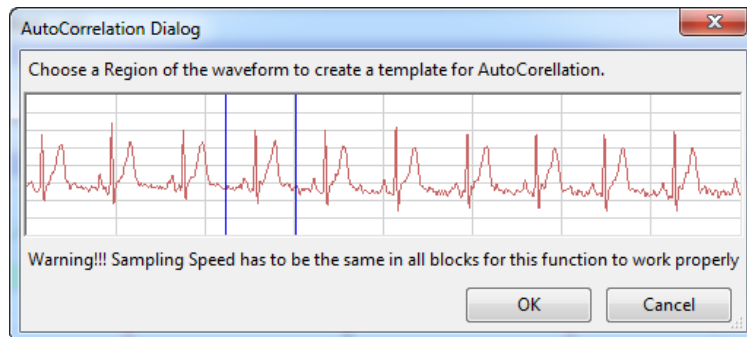 AutoCorrelation Dialog
Choose a Region of the waveform to create a template for AutoCorellation.
Warning!!! Sampling Speed has to be the same in all blocks for this function to work properly
OK
Cancel